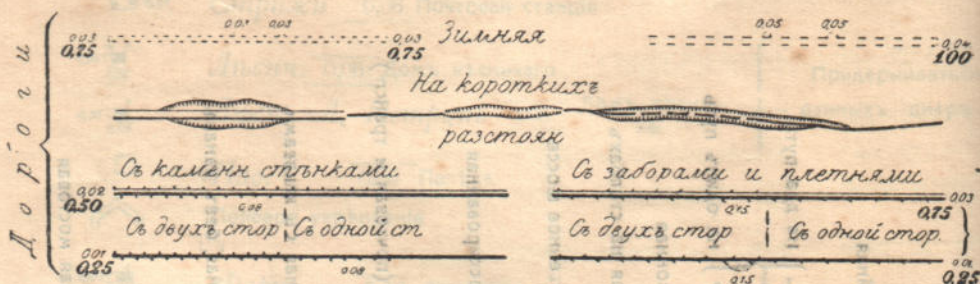 Дороги
0,03 0,03
0,05 0,05
0,03 0,03 Зимняя 0,04
0,75 0,75 100
На короткихъ
разстоян
Съ каменн стѣнками Съ заборами и плетнями
0,02 0,03
0,50 0,75
0,06 0,15
Съ двухъ стор Съ одной ст. Съ двухъ стор Съ одной стор.
0,01
0,25 0,25
0,03 0,15